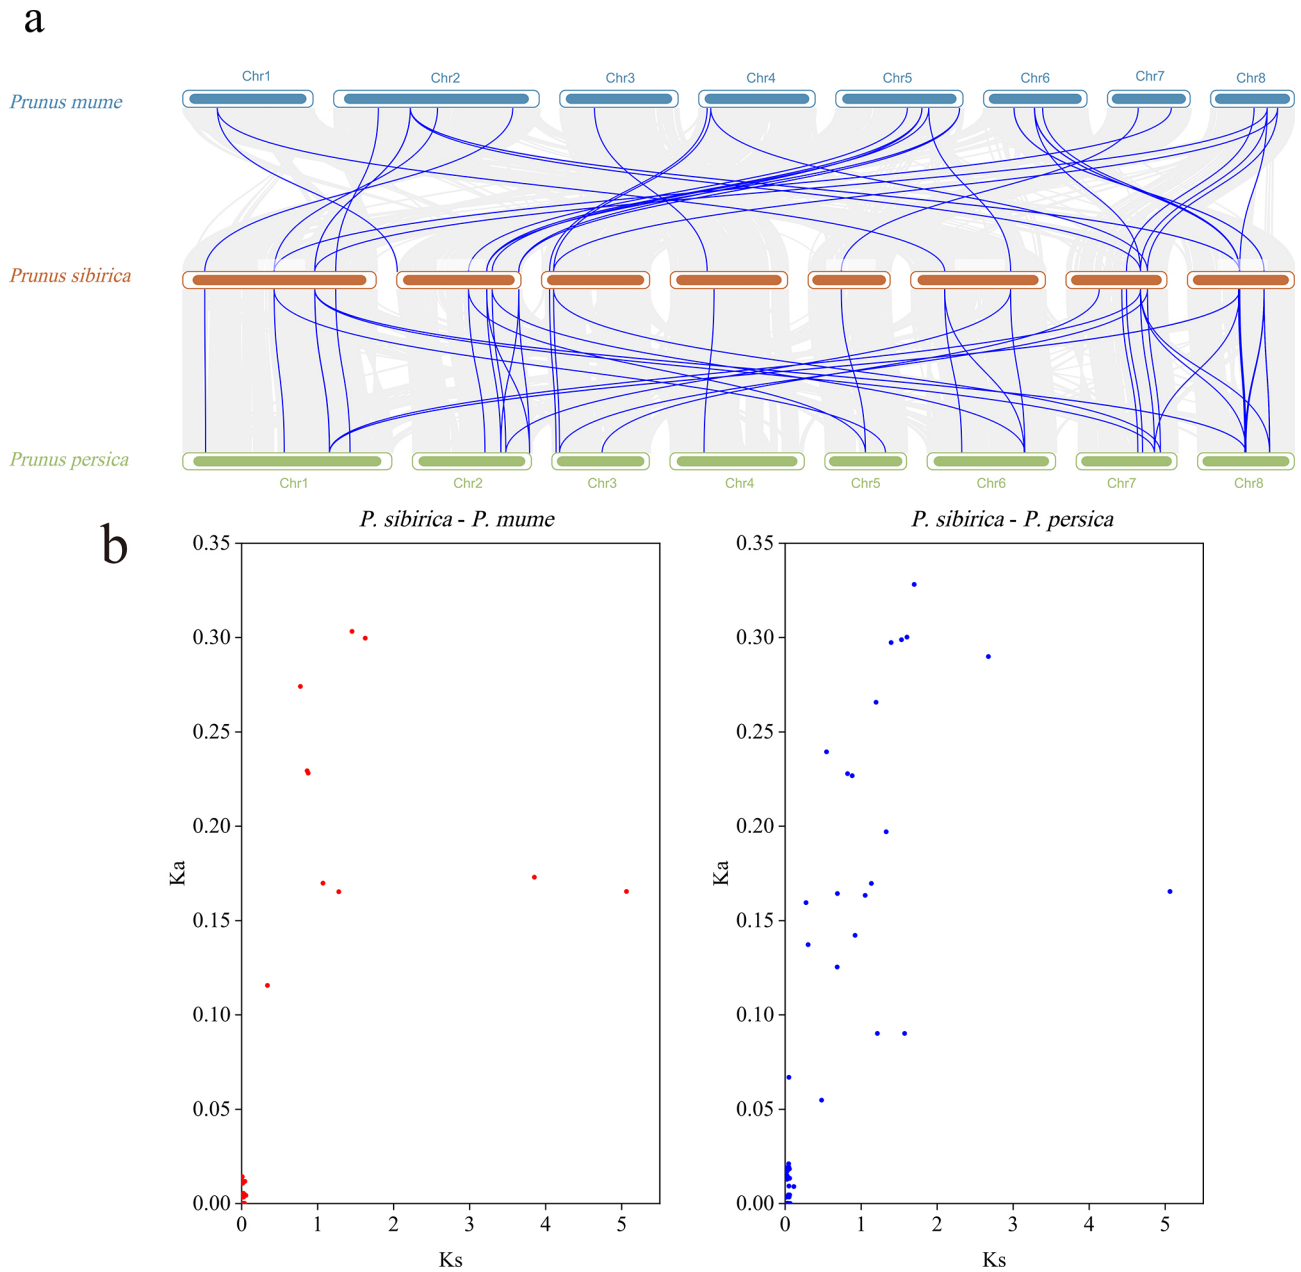 a
Chr1 Chr2 Chr3 Chr4 Chr5 Chr6 Chr7 Chr8
Prunus mume
Prunus sibirica
Prunus persica
Chr1 Chr2 Chr3 Chr4 Chr5 Chr6 Chr7 Chr8
b
P. sibirica - P. mume
0.35
0.30
0.25
0.20
0.15
0.10
0.05
0.00
Ka
0 1 2 3 4 5
Ks
P. sibirica - P. persica
0.35
0.30
0.25
0.20
0.15
0.10
0.05
0.00
Ka
0 1 2 3 4 5
Ks